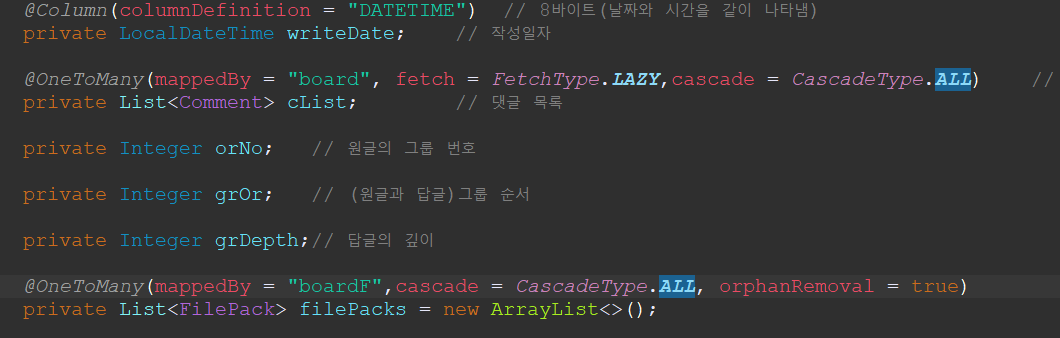 @Column(columnDefinition = "DATETIME")  // 8바이트(날짜와 시간을 같이 나타냄)
private LocalDateTime writeDate;    // 작성일자
@OneToMany(mappedBy = "board", fetch = FetchType.LAZY,cascade = CascadeType.ALL)    //
private List<Comment> cList;        // 댓글 목록
private Integer orNo;   // 원글의 그룹 번호
private Integer grOr;   // (원글과 답글)그룹 순서
private Integer grDepth;// 답글의 깊이
@OneToMany(mappedBy = "boardF",cascade = CascadeType.ALL, orphanRemoval = true)
private List<FilePack> filePacks = new ArrayList<>();